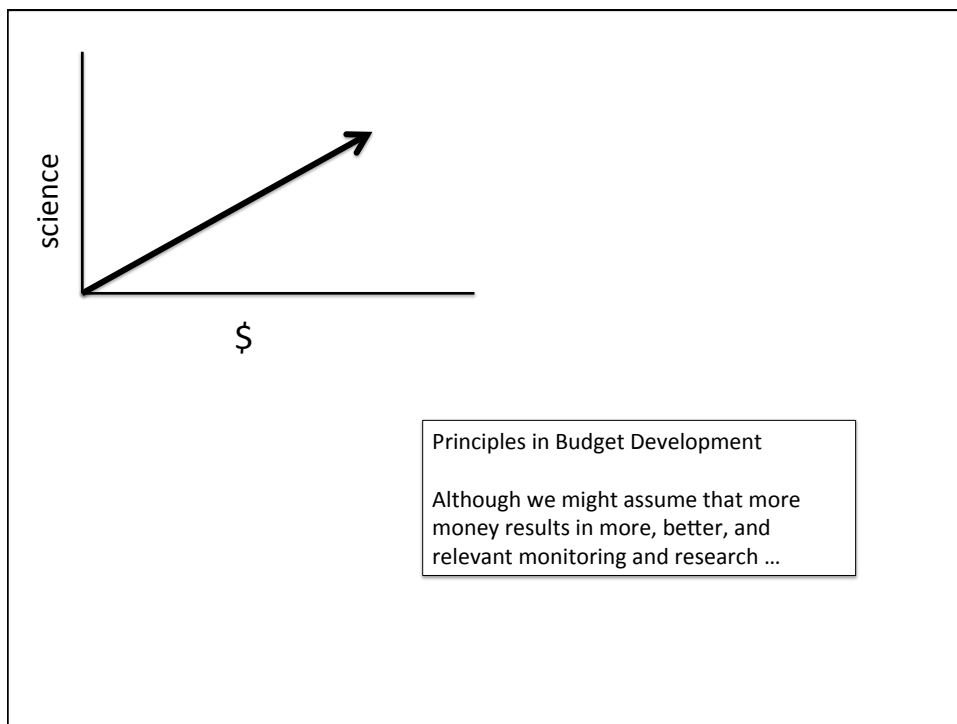 science
$
Principles in Budget Development
Although we might assume that more
money results in more, better, and
relevant monitoring and research …